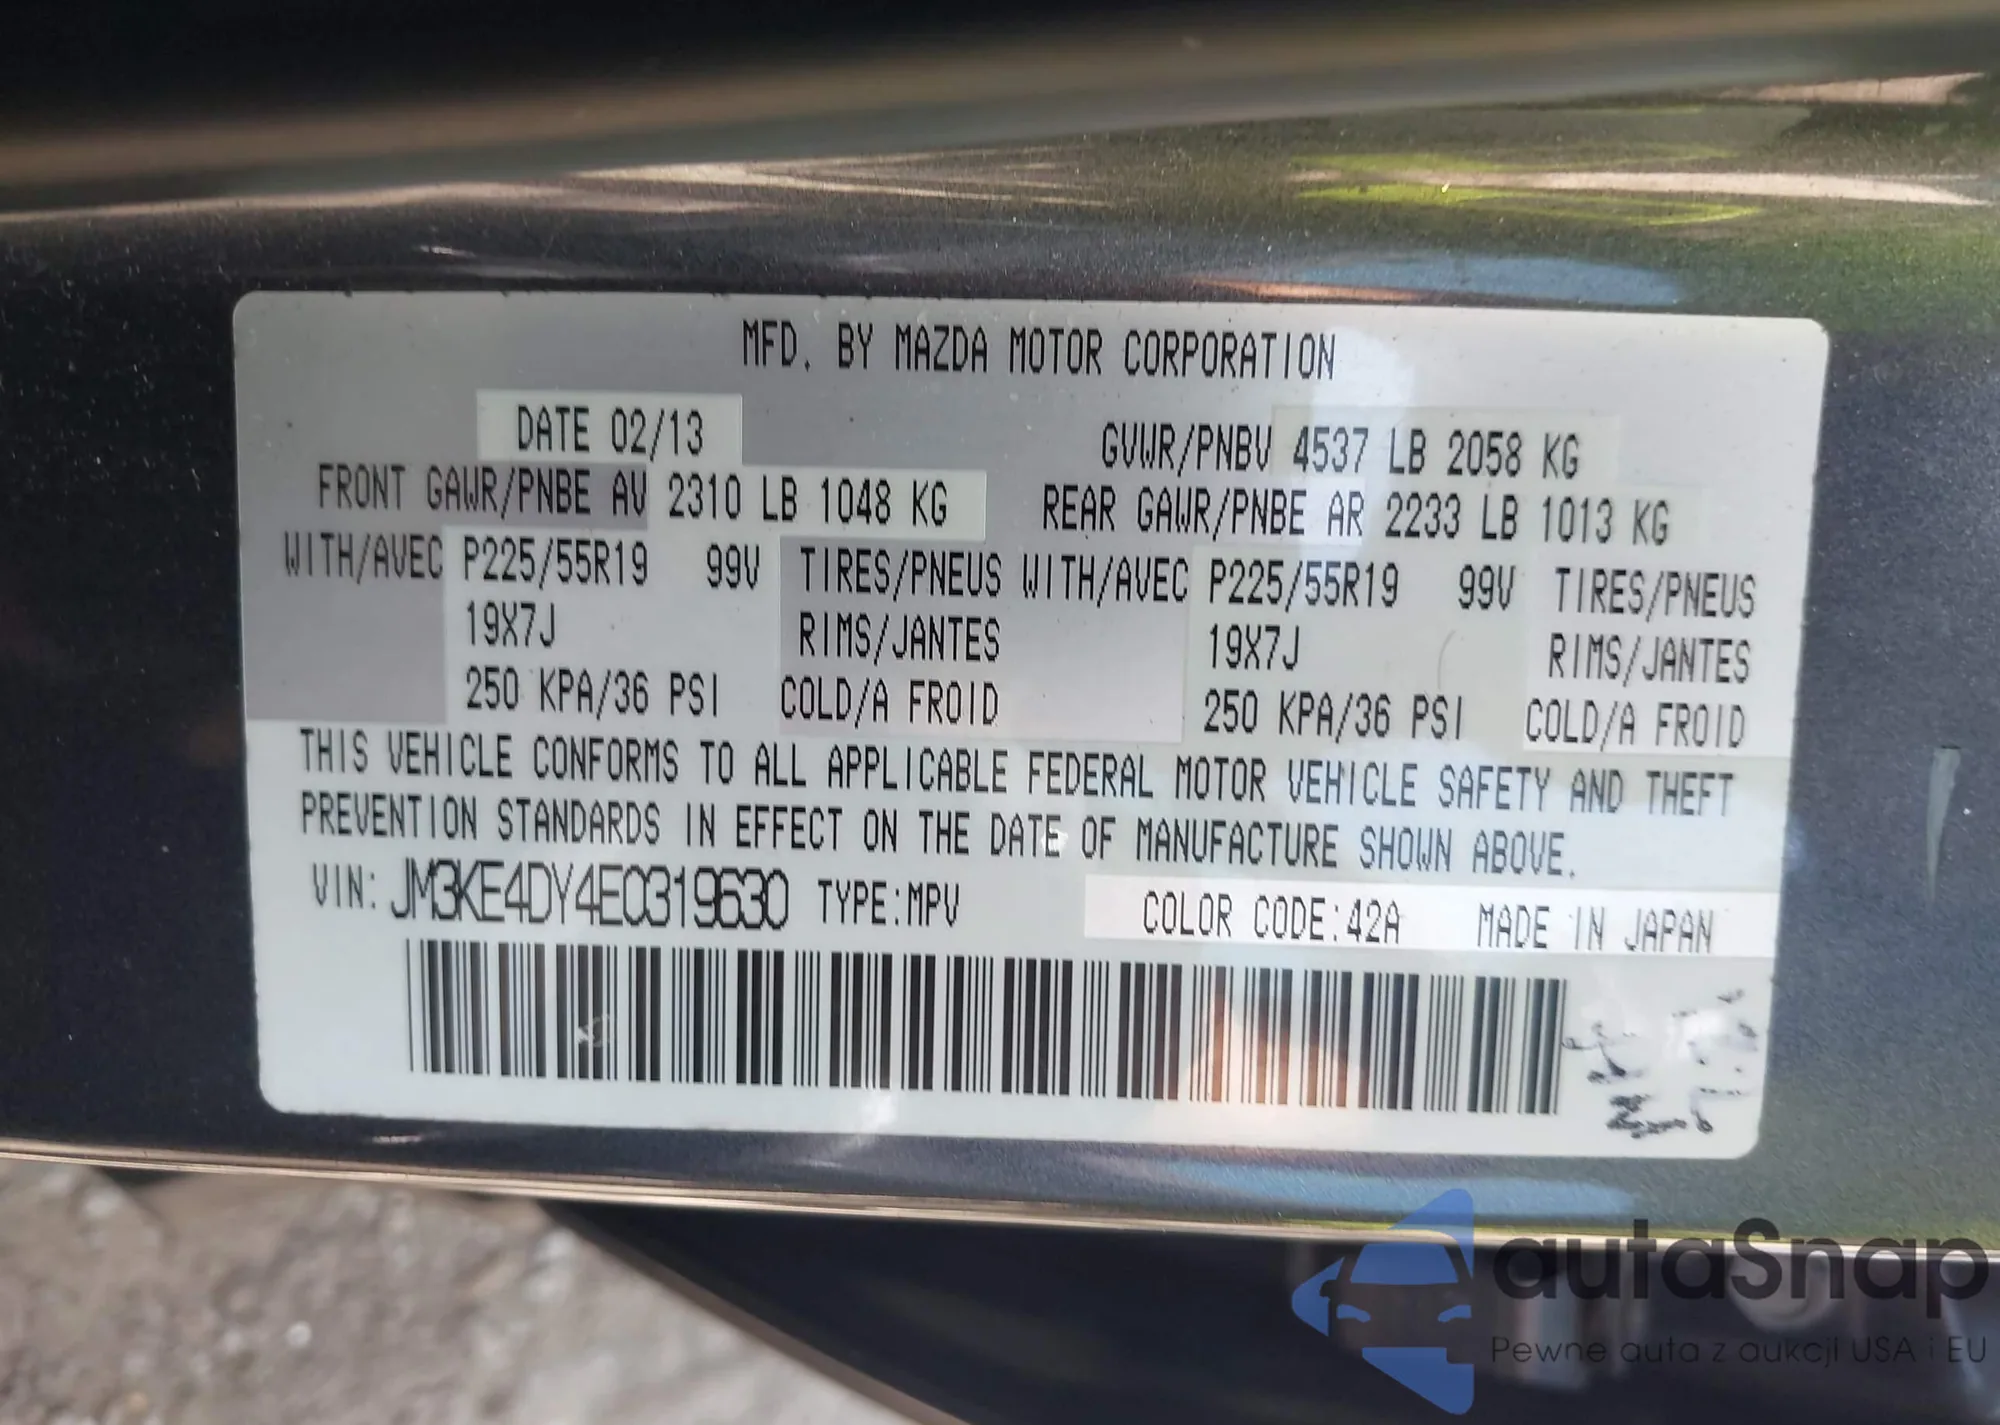 MFD. BY MAZDA MOTOR CORPORATION
DATE 02/13 GVWR/PNBV 4537 LB 2058 KG
FRONT GAWR/PNBE AV 2310 LB 1048 KG REAR GAWR/PNBE AR 2233 LB 1013 KG
WITH/AVEC P225/55R19 99V TIRES/PNEUS WITH/AVEC P225/55R19 99V TIRES/PNEUS
19X7J RIMS/JANTES 19X7J RIMS/JANTES
250 KPA/36 PSI COLD/A FROID 250 KPA/36 PSI COLD/A FROID
THIS VEHICLE CONFORMS TO ALL APPLICABLE FEDERAL MOTOR VEHICLE SAFETY AND THEFT
PREVENTION STANDARDS IN EFFECT ON THE DATE OF MANUFACTURE SHOWN ABOVE.
VIN: JM3KE4DY4E0319630 TYPE:MPV COLOR CODE:42A MADE IN JAPAN
autaSnap
Pewne auta z aukcji USA i EU